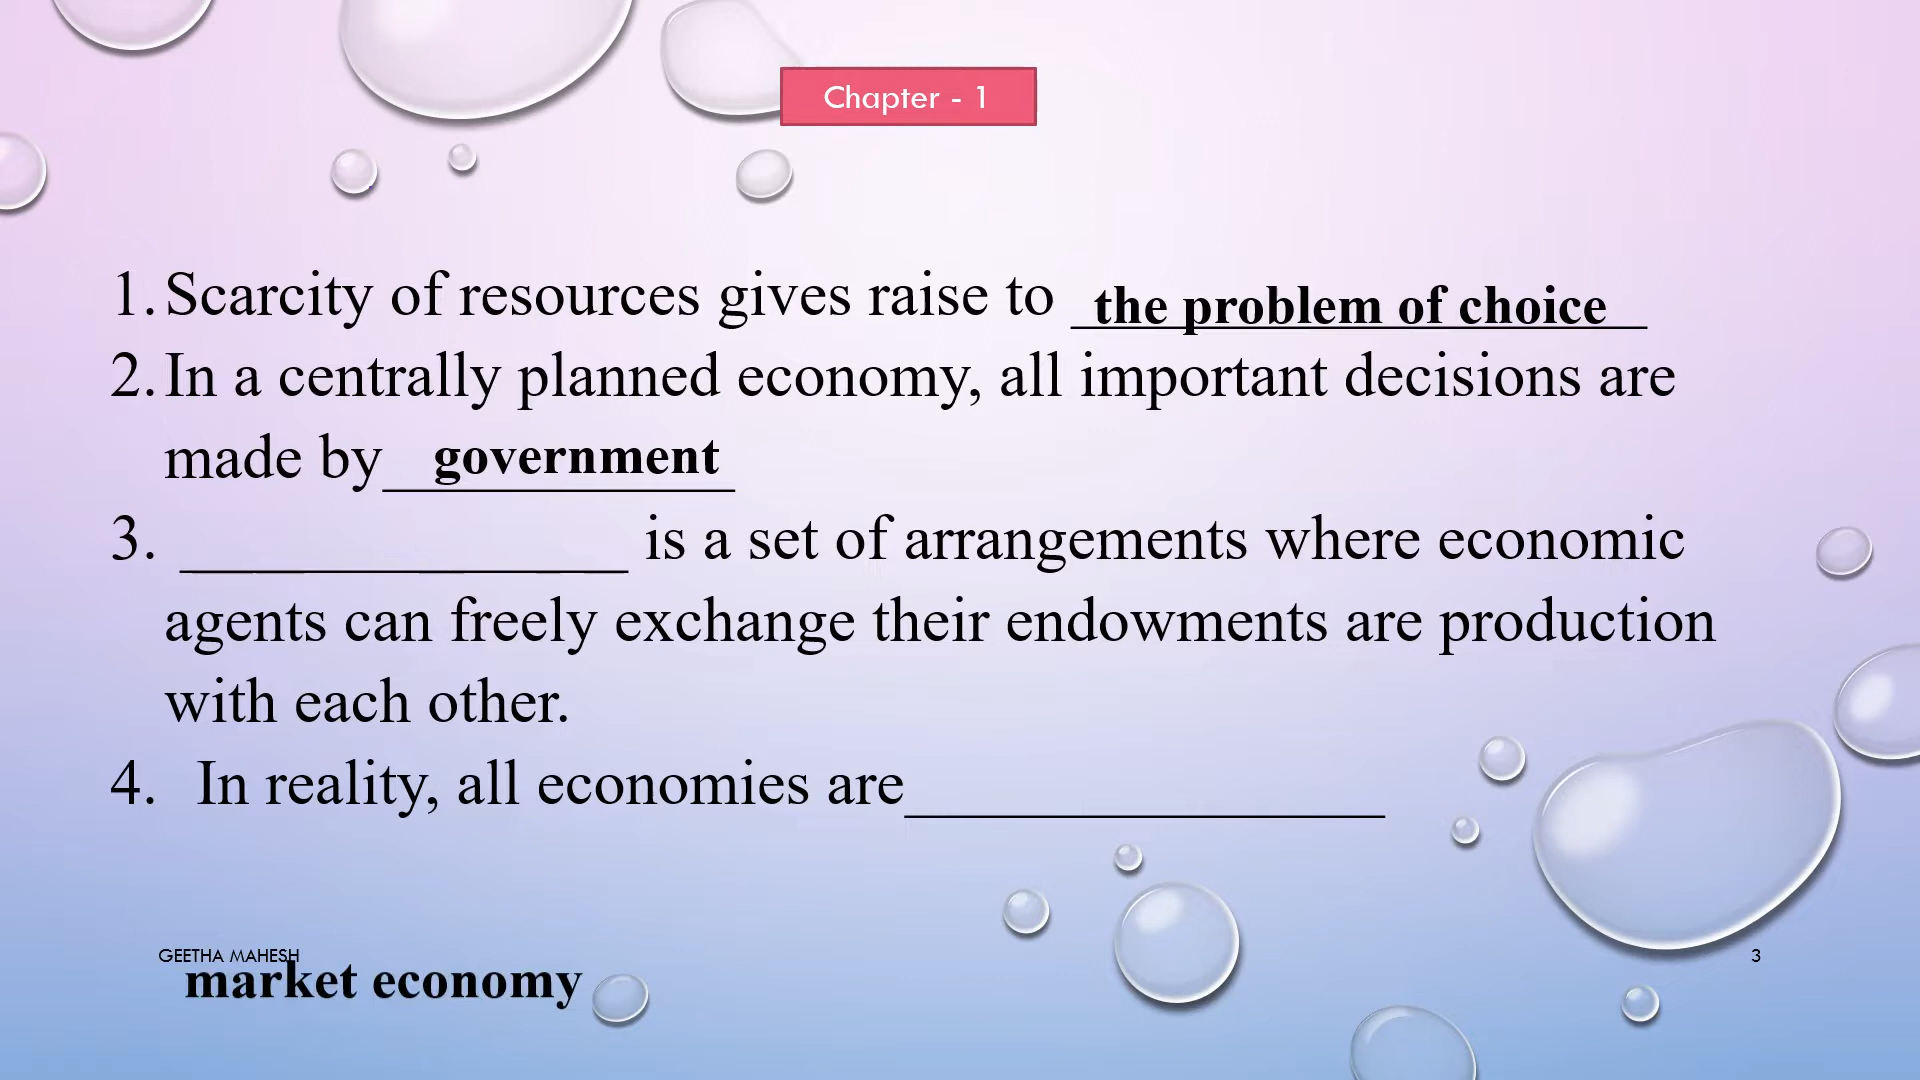 Chapter - 1
1. Scarcity of resources gives raise to the problem of choice
2. In a centrally planned economy, all important decisions are
made by government
3. ______________ is a set of arrangements where economic
agents can freely exchange their endowments are production
with each other.
4. In reality, all economies are_______________
GEETHA MAHESH
3
market economy